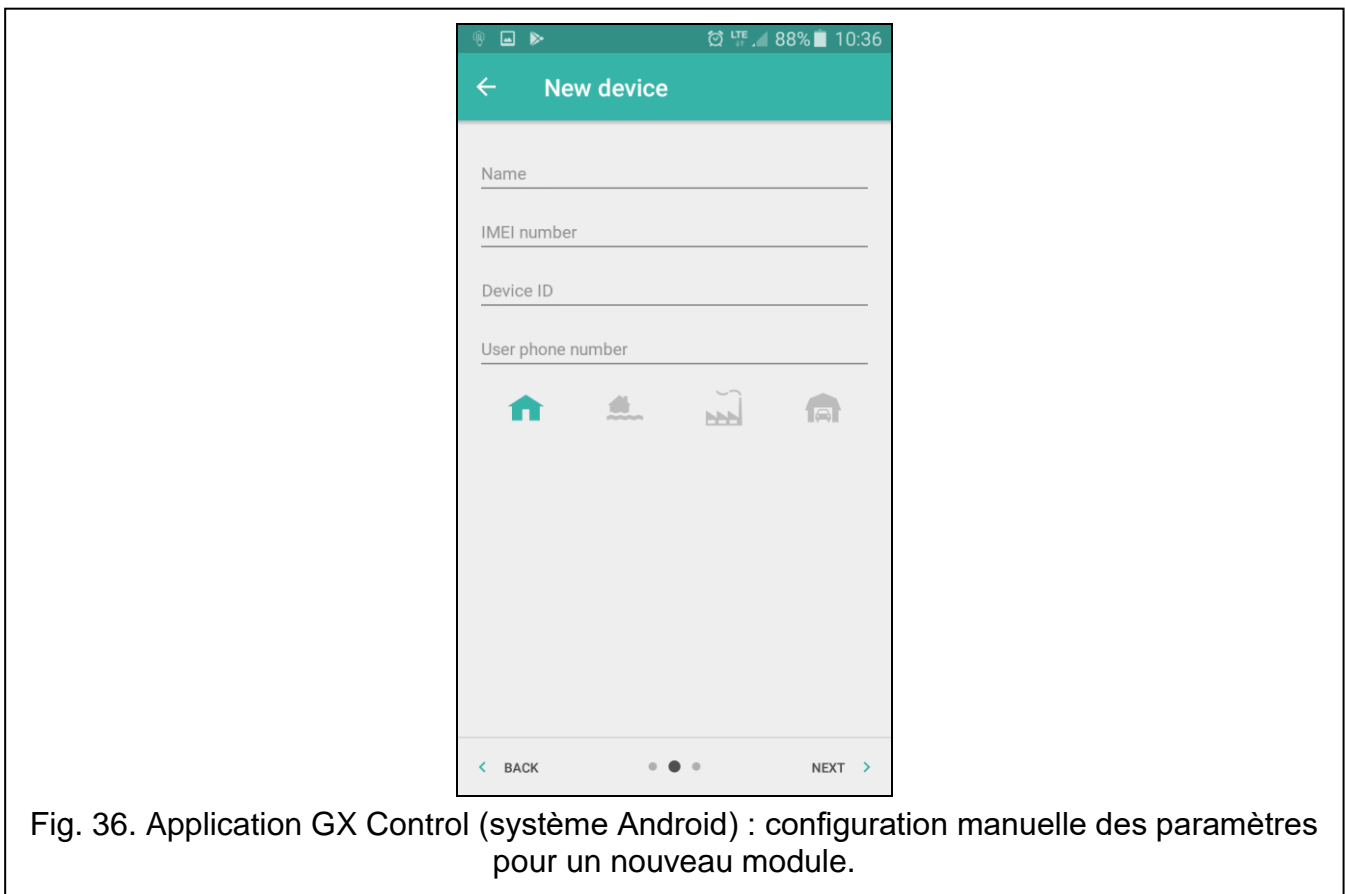 LTE 88% 10:36
New device
Name
IMEI number
Device ID
User phone number
BACK NEXT
Fig. 36. Application GX Control (système Android) : configuration manuelle des paramètres
pour un nouveau module.